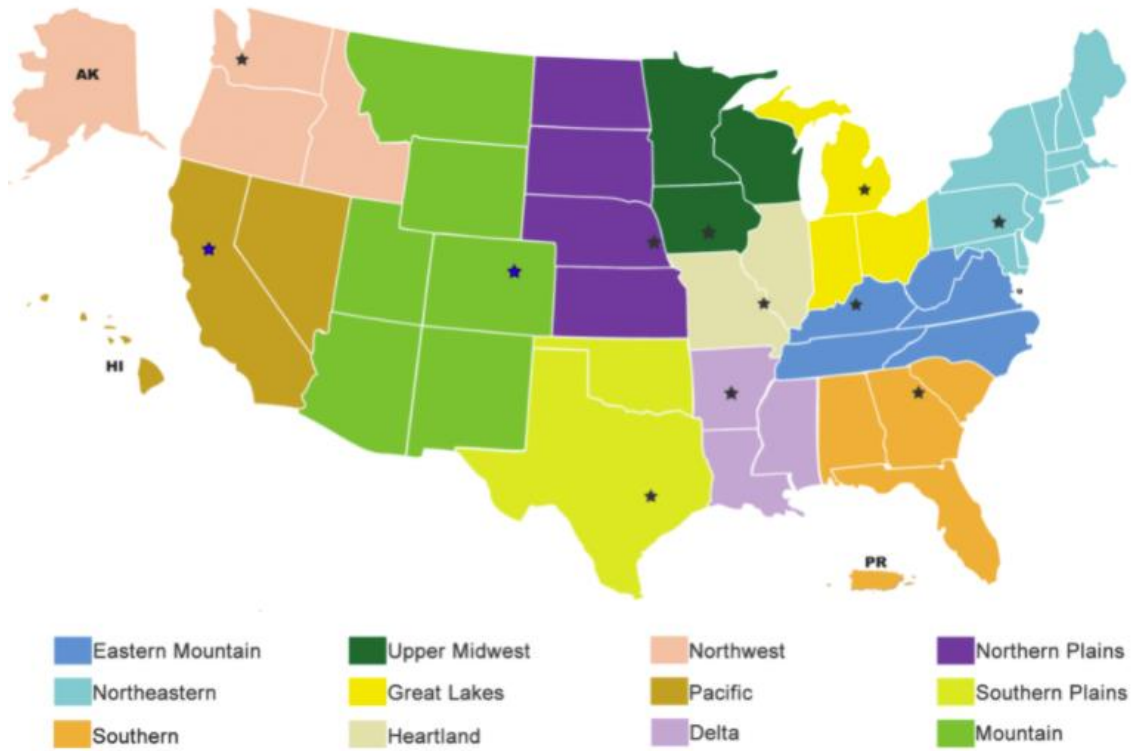 AK
HI
PR
Eastern Mountain Upper Midwest Northwest Northern Plains
Northeastern Great Lakes Pacific Southern Plains
Southern Heartland Delta Mountain